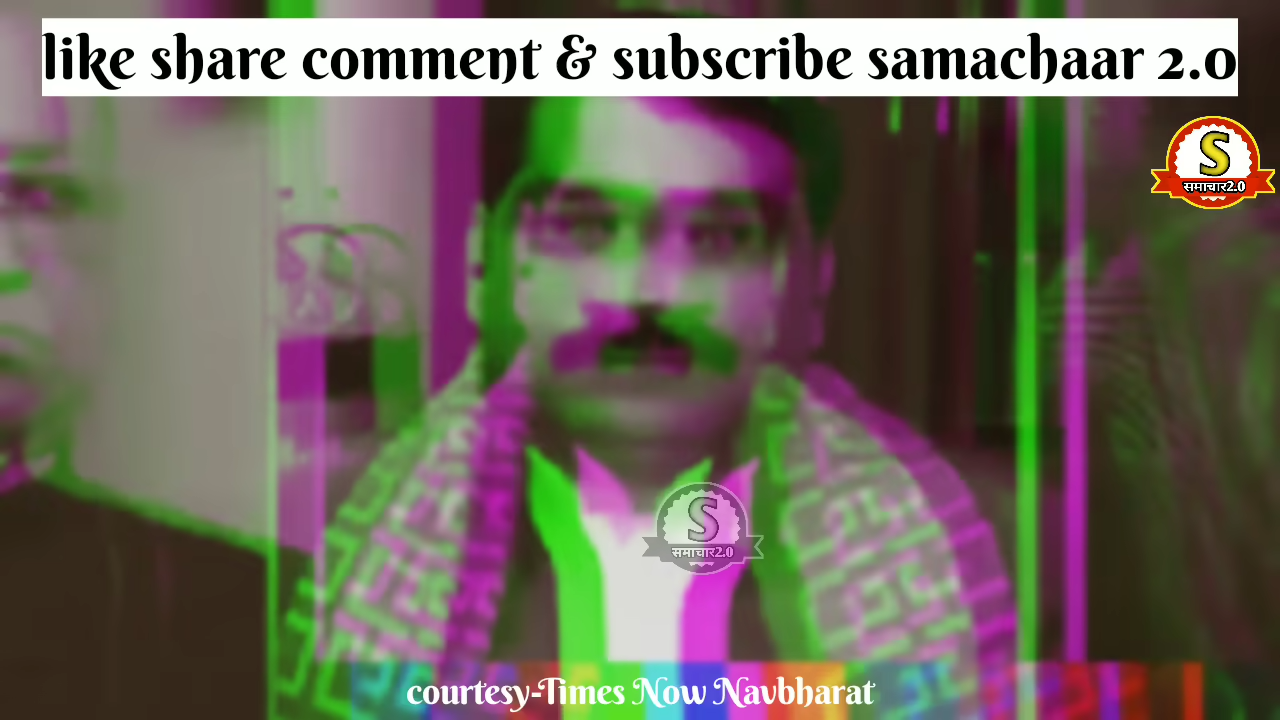 like share comment & subscribe samachaar 2.0
S
समाचार2.0
S
समाचार2.0
courtesy-Times Now Navbharat